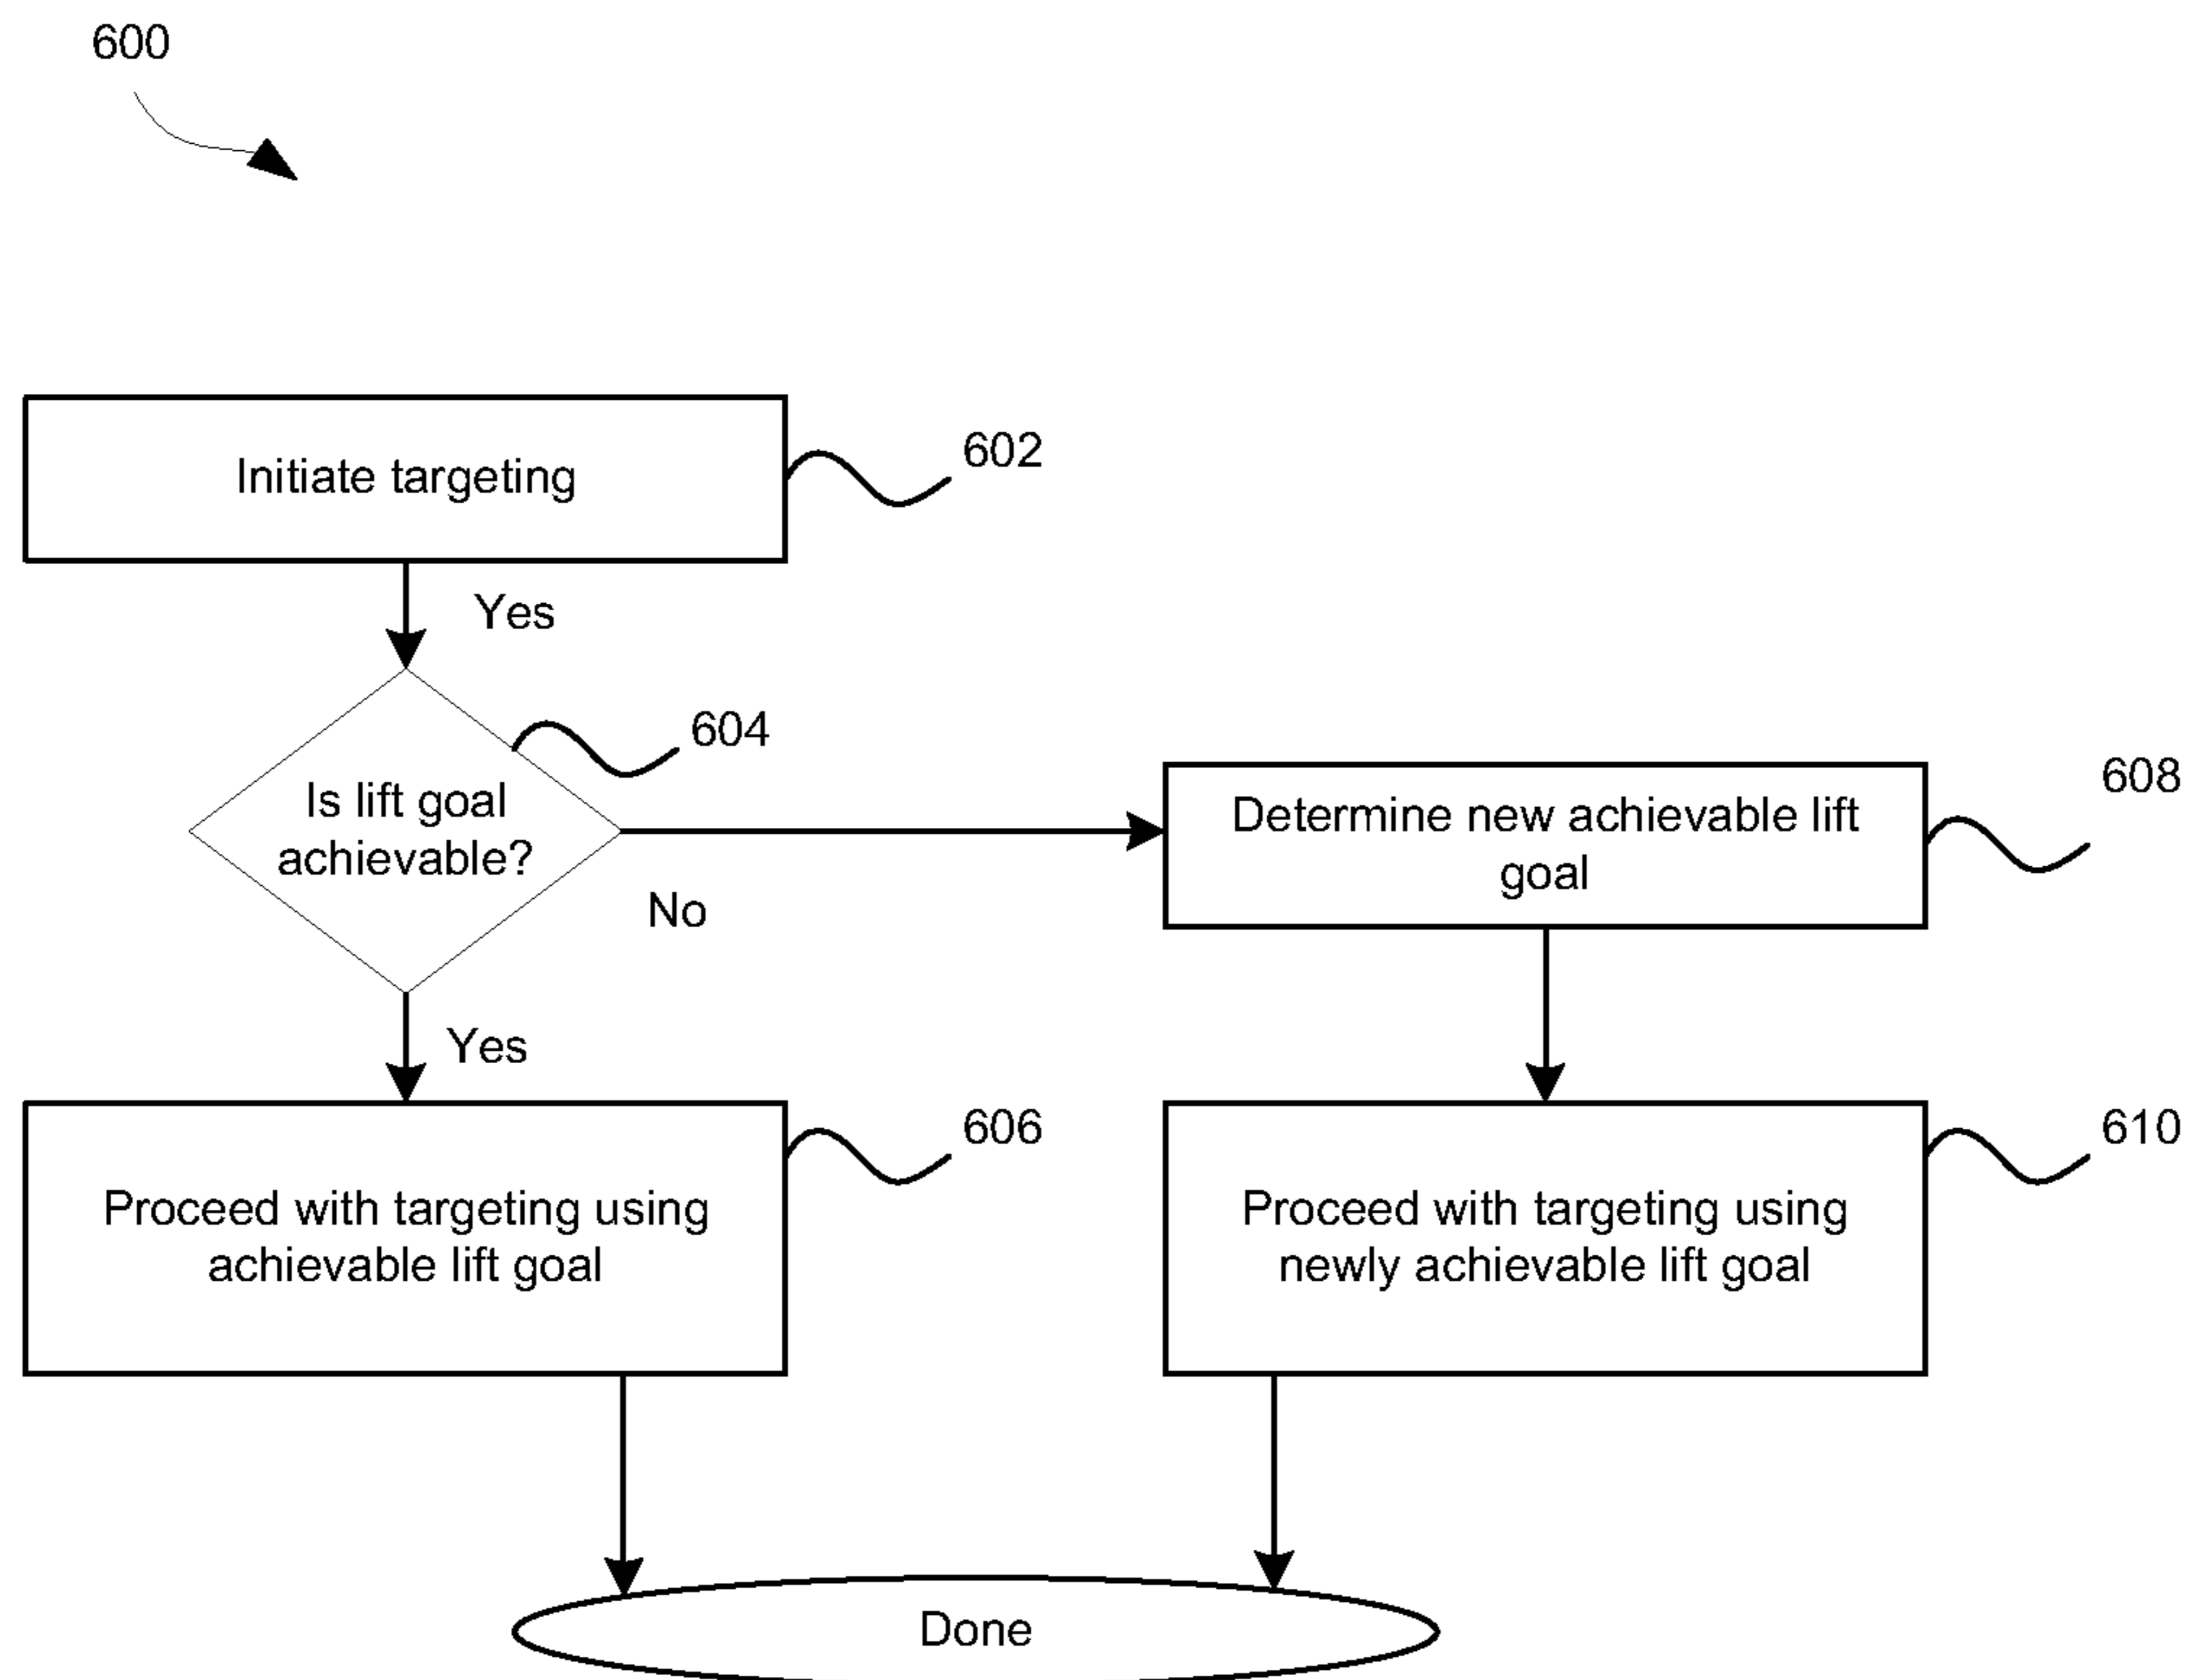 600
Initiate targeting
602
Yes
604
Is lift goal
achievable?
No
Determine new achievable lift
goal
608
Yes
Proceed with targeting using
achievable lift goal
606
Proceed with targeting using
newly achievable lift goal
610
Done